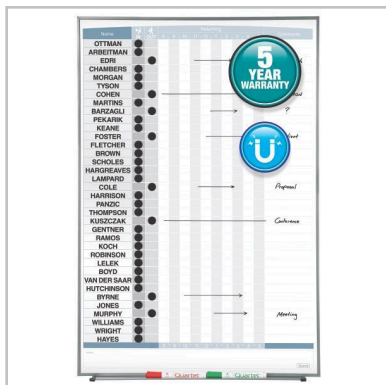 Name Returning Comments
5
YEAR
WARRANTY
OTTMAN
ARBEITMAN
EDRI
CHAMBERS
MORGAN
TYSON
COHEN
MARTINS
BARZAGLI ?
PEKARIK
KEANE
FOSTER
FLETCHER
BROWN
SCHOLES
HARGREAVES
LAMPARD
COLE Proposal
HARRISON
PANZIC
THOMPSON
KUSZCZAK Conference
GENTNER
RAMOS
KOCH
ROBINSON
LELEK
BOYD
VAN DER SAAR
HUTCHINSON
BYRNE
JONES
MURPHY Meeting
WILLIAMS
WRIGHT
HAYES
Quartet Quartet